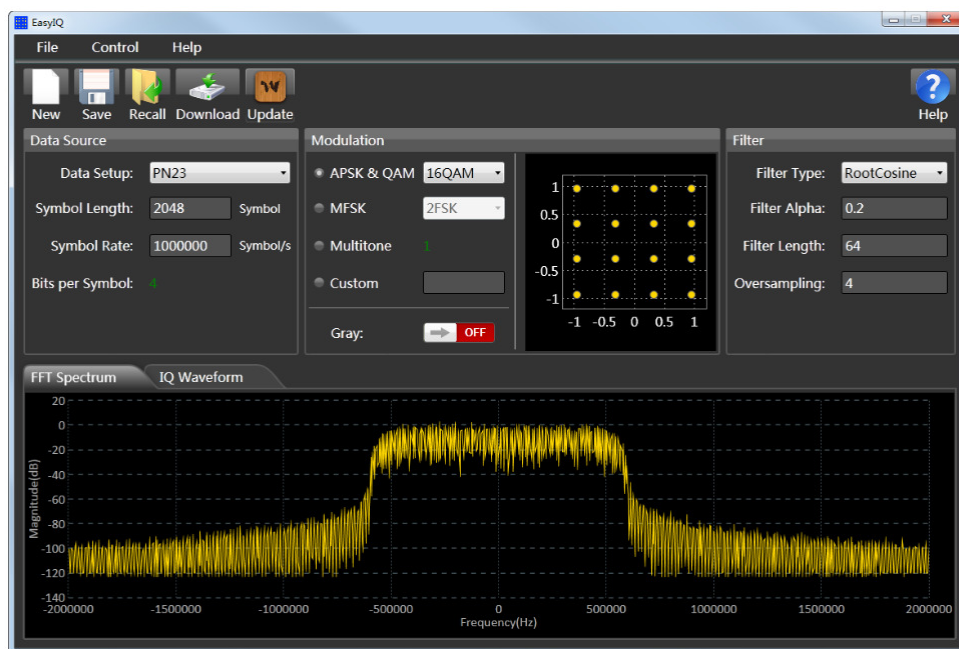 EasyIQ
File Control Help
New Save Recall Download Update Help
Data Source
Data Setup: PN23
Symbol Length: 2048 Symbol
Symbol Rate: 1000000 Symbol/s
Bits per Symbol: 4
Modulation
APSK & QAM 16QAM
MFSK 2FSK
Multitone 1
Custom
Gray: OFF
1
0.5
0
-0.5
-1
-1 -0.5 0 0.5 1
Filter
Filter Type: RootCosine
Filter Alpha: 0.2
Filter Length: 64
Oversampling: 4
FFT Spectrum IQ Waveform
Magnitude(dB)
20
0
-20
-40
-60
-80
-100
-120
-140
-2000000 -1500000 -1000000 -500000 0 500000 1000000 1500000 2000000
Frequency(Hz)